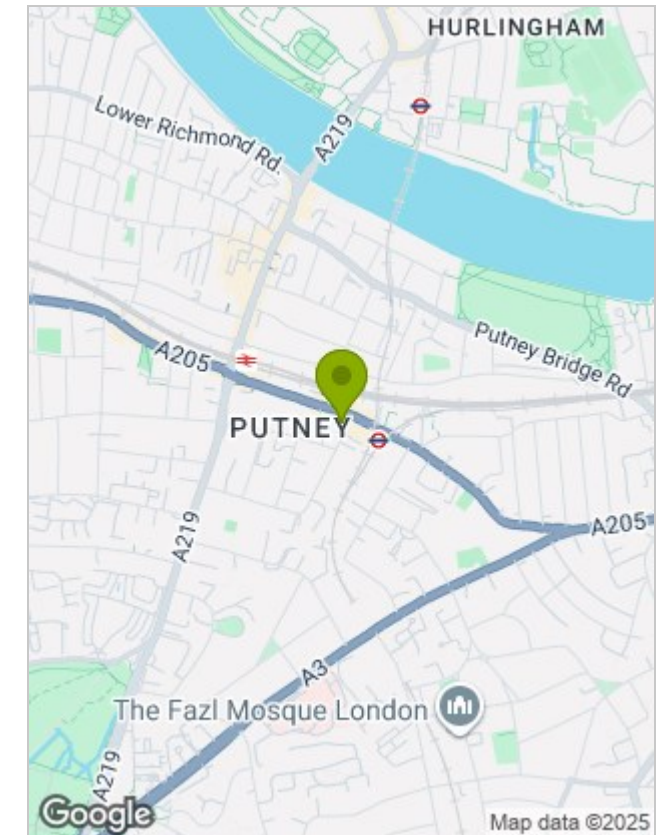 HURLINGHAM
Lower Richmond Rd.
A219
Putney Bridge Rd
A205
PUTNEY
A219
A205
A3
The Fazl Mosque London
A219
Google
Map data ©2025